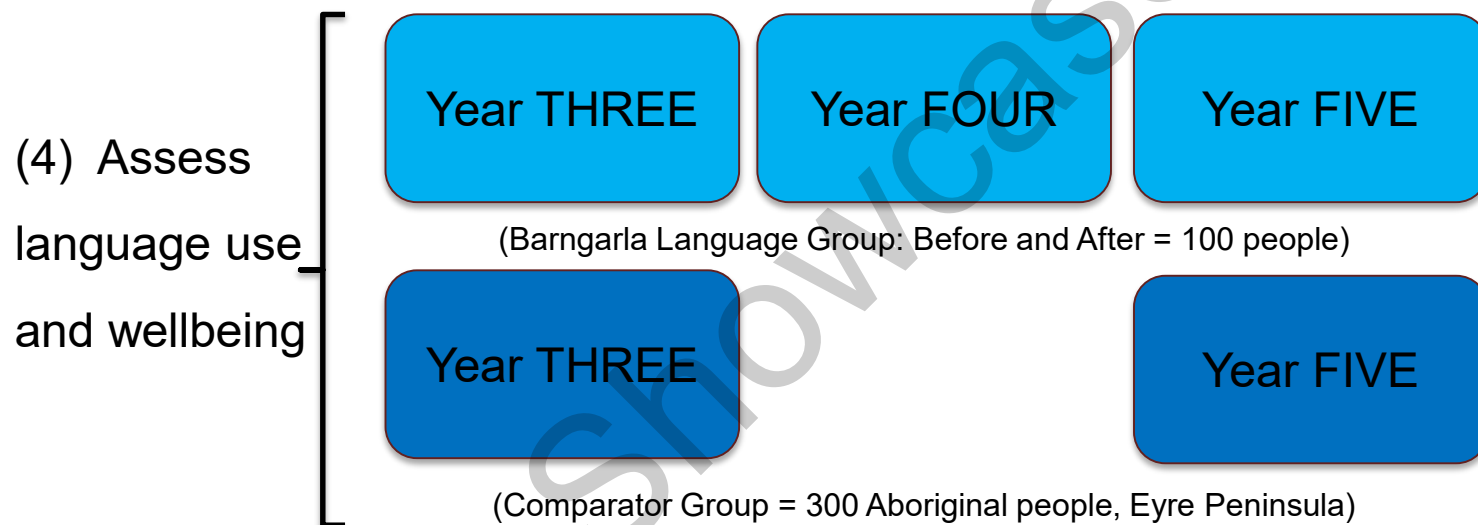 (4) Assess
language use
and wellbeing
Year THREE
Year FOUR
Year FIVE
(Barngarla Language Group: Before and After = 100 people)
Year THREE
Year FIVE
(Comparator Group = 300 Aboriginal people, Eyre Peninsula)
Showcase